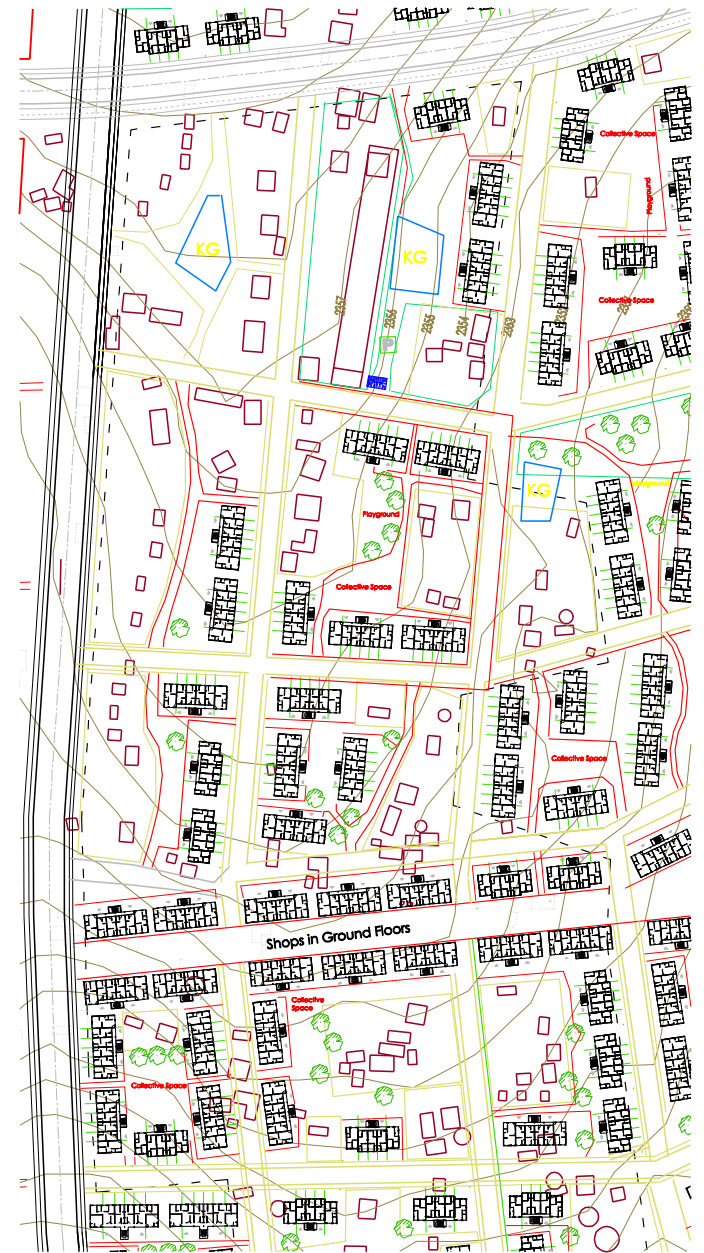 Collective Space
Playground
KG
KG
Collective Space
2357
2356
2355
2354
2353
P
KG
Playground
Playground
Collective Space
Collective Space
Shops in Ground Floors
Collective
Space
Collective Space